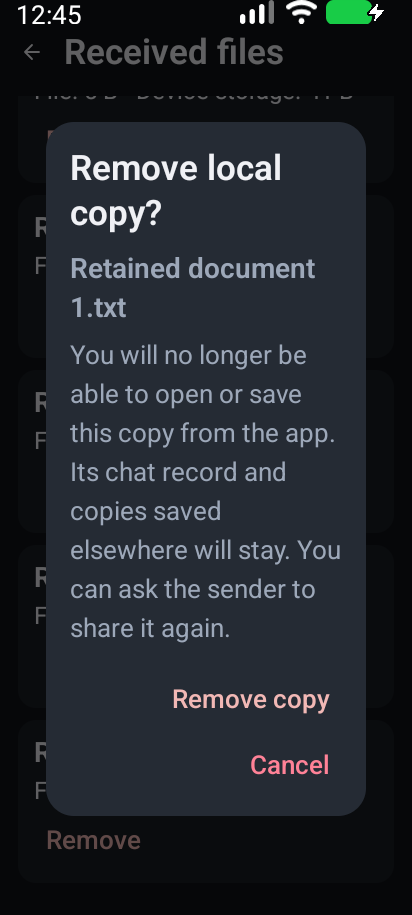 12:45
Received files
Remove local
copy?
Retained document
1.txt
You will no longer be
able to open or save
this copy from the app.
Its chat record and
copies saved
elsewhere will stay. You
can ask the sender to
share it again.
Remove copy
Cancel
Remove